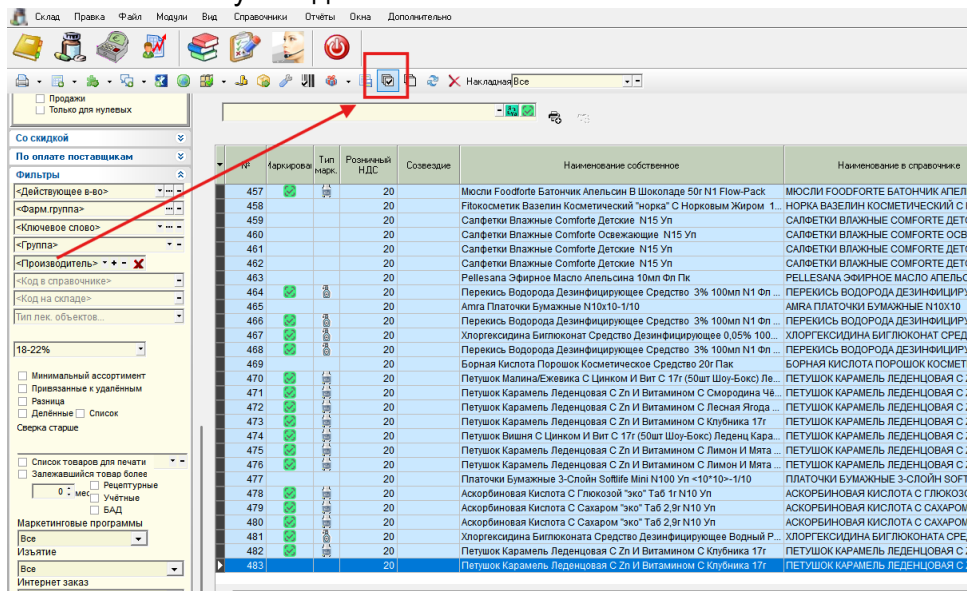 Склад Правка Файл Модули Вид Справочники Отчёты Окна Дополнительно
Накладная Все
Продажи
Только для нулевых
Со скидкой
По оплате поставщикам
Фильтры
<Действующее в-во>
<Фарм.группа>
<Ключевое слово>
<Группа>
<Производитель>
<Код в справочнике>
<Код на складе>
Тип лек. объектов...
18-22%
Минимальный ассортимент
Привязанные к удалённым
Разница
Делённые Список
Сверка старше
Список товаров для печати
Залежавшийся товар более
0 мес
Рецептурные
Учётные
БАД
Маркетинговые программы
Все
Изъятие
Все
Интернет заказ
№ Маркирова Тип марк. Розничный НДС Созвездие Наименование собственное Наименование в справочнике
457 20 Мюсли Foodforte Батончик Апельсин В Шоколаде 50г N1 Flow-Pack МЮСЛИ FOODFORTE БАТОНЧИК АПЕЛ
458 20 Fitокосметик Вазелин Косметический "норка" С Норковым Жиром 1... НОРКА ВАЗЕЛИН КОСМЕТИЧЕСКИЙ С
459 20 Салфетки Влажные Comforte Детские N15 Уп САЛФЕТКИ ВЛАЖНЫЕ COMFORTE ДЕТ
460 20 Салфетки Влажные Comforte Освежающие N15 Уп САЛФЕТКИ ВЛАЖНЫЕ COMFORTE ОСВ
461 20 Салфетки Влажные Comforte Детские N15 Уп САЛФЕТКИ ВЛАЖНЫЕ COMFORTE ДЕТ
462 20 Салфетки Влажные Comforte Детские N15 Уп САЛФЕТКИ ВЛАЖНЫЕ COMFORTE ДЕТ
463 20 Pellesana Эфирное Масло Апельсина 10мл Фл Пк PELLESANA ЭФИРНОЕ МАСЛО АПЕЛЬС
464 20 Перекись Водорода Дезинфицирующее Средство 3% 100мл N1 Фл ... ПЕРЕКИСЬ ВОДОРОДА ДЕЗИНФИЦИР
465 20 Amra Платочки Бумажные N10x10-1/10 AMRA ПЛАТОЧКИ БУМАЖНЫЕ N10X10
466 20 Перекись Водорода Дезинфицирующее Средство 3% 100мл N1 Фл ... ПЕРЕКИСЬ ВОДОРОДА ДЕЗИНФИЦИР
467 20 Хлоргексидина Биглюконат Средство Дезинфицирующее 0,05% 100... ХЛОРГЕКСИДИНА БИГЛЮКОНАТ СРЕД
468 20 Перекись Водорода Дезинфицирующее Средство 3% 100мл N1 Фл ... ПЕРЕКИСЬ ВОДОРОДА ДЕЗИНФИЦИР
469 20 Борная Кислота Порошок Косметическое Средство 20г Пак БОРНАЯ КИСЛОТА ПОРОШОК КОСМЕТ
470 20 Петушок Малина/Ежевика С Цинком И Вит С 17г (50шт Шоу-Бокс) Ле... ПЕТУШОК КАРАМЕЛЬ ЛЕДЕНЦОВАЯ С
471 20 Петушок Карамель Леденцовая С Zn И Витамином С Смородина Чё... ПЕТУШОК КАРАМЕЛЬ ЛЕДЕНЦОВАЯ С
472 20 Петушок Карамель Леденцовая С Zn И Витамином С Лесная Ягода ... ПЕТУШОК КАРАМЕЛЬ ЛЕДЕНЦОВАЯ С
473 20 Петушок Карамель Леденцовая С Zn И Витамином С Клубника 17г ПЕТУШОК КАРАМЕЛЬ ЛЕДЕНЦОВАЯ С
474 20 Петушок Вишня С Цинком И Вит С 17г (50шт Шоу-Бокс) Леденц Кара... ПЕТУШОК КАРАМЕЛЬ ЛЕДЕНЦОВАЯ С
475 20 Петушок Карамель Леденцовая С Zn И Витамином С Лимон И Мята ... ПЕТУШОК КАРАМЕЛЬ ЛЕДЕНЦОВАЯ С
476 20 Петушок Карамель Леденцовая С Zn И Витамином С Лимон И Мята ... ПЕТУШОК КАРАМЕЛЬ ЛЕДЕНЦОВАЯ С
477 20 Платочки Бумажные 3-Слойн Softlife Mini N100 Уп <10*10>-1/10 ПЛАТОЧКИ БУМАЖНЫЕ 3-СЛОЙН SOFT
478 20 Аскорбиновая Кислота С Глюкозой "эко" Таб 1г N10 Уп АСКОРБИНОВАЯ КИСЛОТА С ГЛЮКОЗО
479 20 Аскорбиновая Кислота С Сахаром "эко" Таб 2,9г N10 Уп АСКОРБИНОВАЯ КИСЛОТА С САХАРОМ
480 20 Аскорбиновая Кислота С Сахаром "эко" Таб 2,9г N10 Уп АСКОРБИНОВАЯ КИСЛОТА С САХАРОМ
481 20 Хлоргексидина Биглюконата Средство Дезинфицирующее Водный Р... ХЛОРГЕКСИДИНА БИГЛЮКОНАТА СРЕ
482 20 Петушок Карамель Леденцовая С Zn И Витамином С Клубника 17г ПЕТУШОК КАРАМЕЛЬ ЛЕДЕНЦОВАЯ С
483 20 Петушок Карамель Леденцовая С Zn И Витамином С Клубника 17г ПЕТУШОК КАРАМЕЛЬ ЛЕДЕНЦОВАЯ С